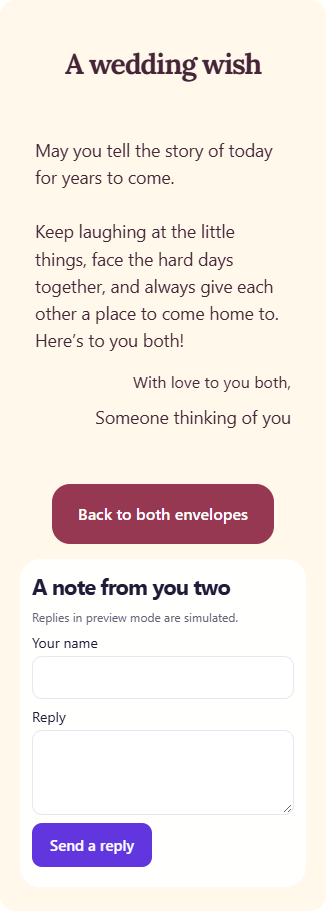 A wedding wish
May you tell the story of today
for years to come.
Keep laughing at the little
things, face the hard days
together, and always give each
other a place to come home to.
Here’s to you both!
With love to you both,
Someone thinking of you
Back to both envelopes
A note from you two
Replies in preview mode are simulated.
Your name
Reply
Send a reply